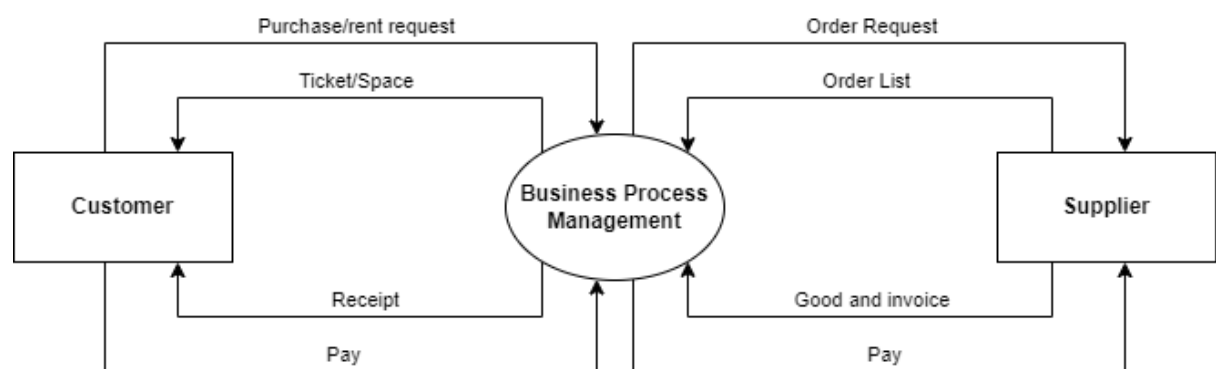 Purchase/rent request
Order Request
Ticket/Space
Order List
Customer
Business Process
Management
Supplier
Receipt
Good and invoice
Pay
Pay